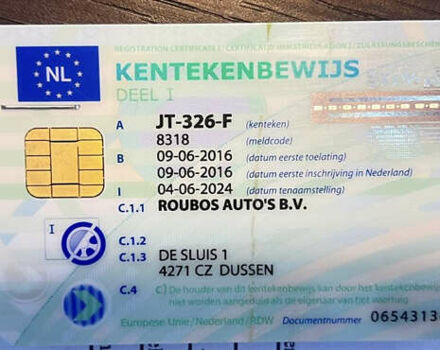 REGISTRATION CERTIFICATE I / CERTIFICAT D'IMMATRICULATION I / ZULASSUNGSBESCHEI
NL
KENTEKENBEWIJS
DEEL I
A JT-326-F (kenteken)
8318 (meldcode)
B 09-06-2016 (datum eerste toelating)
09-06-2016 (datum eerste inschrijving in Nederland)
I 04-06-2024 (datum tenaamstelling)
C.1.1 ROUBOS AUTO'S B.V.
I
C.1.2
C.1.3 DE SLUIS 1
4271 CZ DUSSEN
C.4 C) De houder van dit kentekenbewijs kan door het kentekenbewijs
niet worden aangeduid als de eigenaar van het voertuig
Europese Unie/Nederland/RDW Documentnummer 0654313